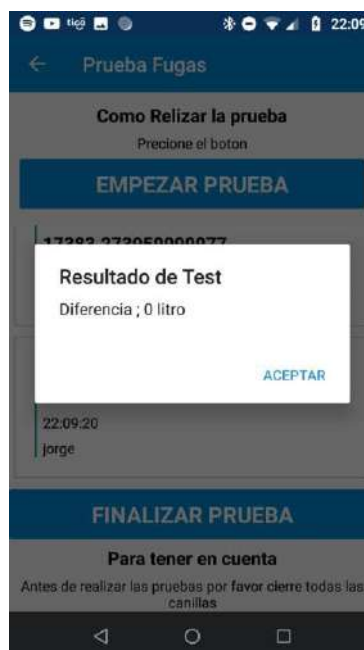 tigo 22:09
Prueba Fugas
Como Relizar la prueba
Precione el boton
EMPEZAR PRUEBA
Resultado de Test
Diferencia ; 0 litro
ACEPTAR
22:09:20
jorge
FINALIZAR PRUEBA
Para tener en cuenta
Antes de realizar las pruebas por favor cierre todas las
canillas